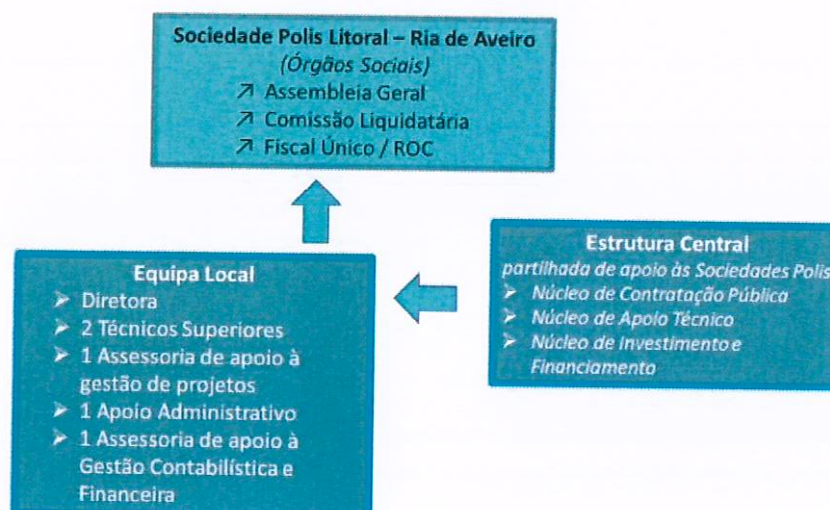 Sociedade Polis Litoral – Ria de Aveiro
(Órgãos Sociais)
Assembleia Geral
Comissão Liquidatária
Fiscal Único / ROC
Equipa Local
Diretora
2 Técnicos Superiores
1 Assessoria de apoio à
gestão de projetos
1 Apoio Administrativo
1 Assessoria de apoio à
Gestão Contabilística e
Financeira
Estrutura Central
partilhada de apoio às Sociedades Polis
Núcleo de Contratação Pública
Núcleo de Apoio Técnico
Núcleo de Investimento e
Financiamento